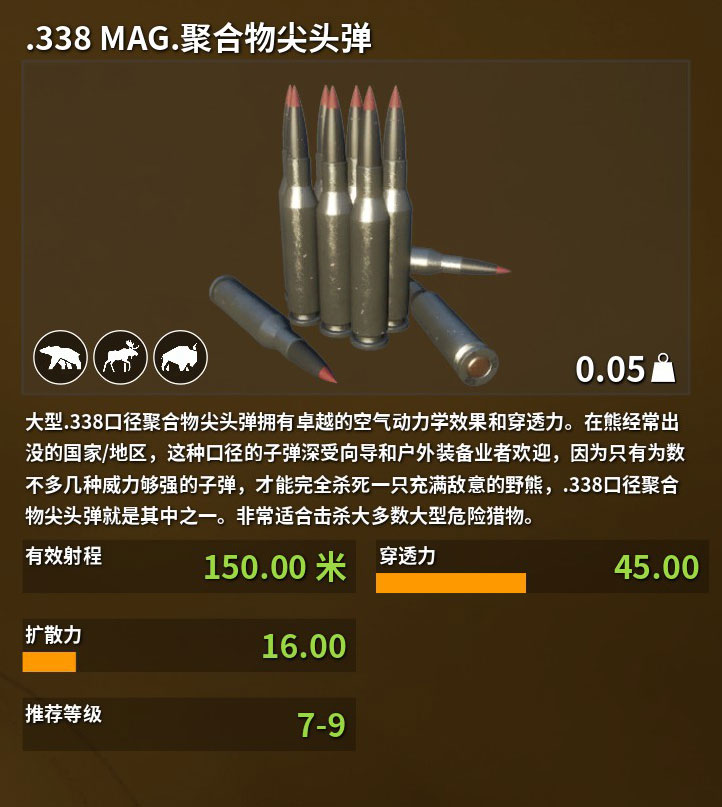 .338 MAG.聚合物尖头弹
0.05
大型.338口径聚合物尖头弹拥有卓越的空气动力学效果和穿透力。在熊经常出
没的国家/地区，这种口径的子弹深受向导和户外装备业者欢迎，因为只有为数
不多几种威力够强的子弹，才能完全杀死一只充满敌意的野熊，.338口径聚合
物尖头弹就是其中之一。非常适合击杀大多数大型危险猎物。
有效射程 150.00 米
穿透力 45.00
扩散力 16.00
推荐等级 7-9